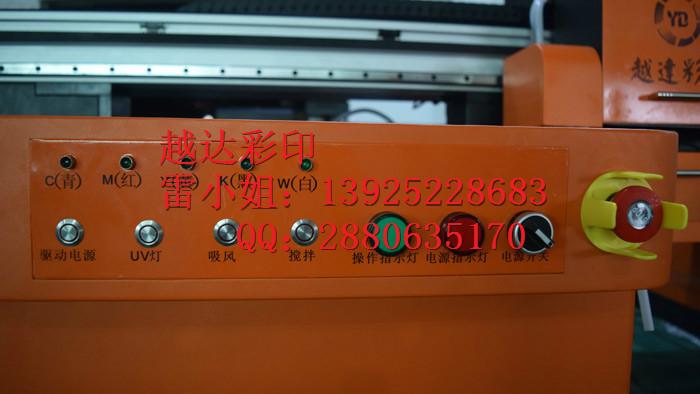 YD
越達彩
越达彩印
C(青) M(红) K(黑) W(白)
雷小姐：13925228683
QQ：2880635170
驱动电源 UV灯 吸风 搅拌 操作指示灯 电源指示灯 电源开关